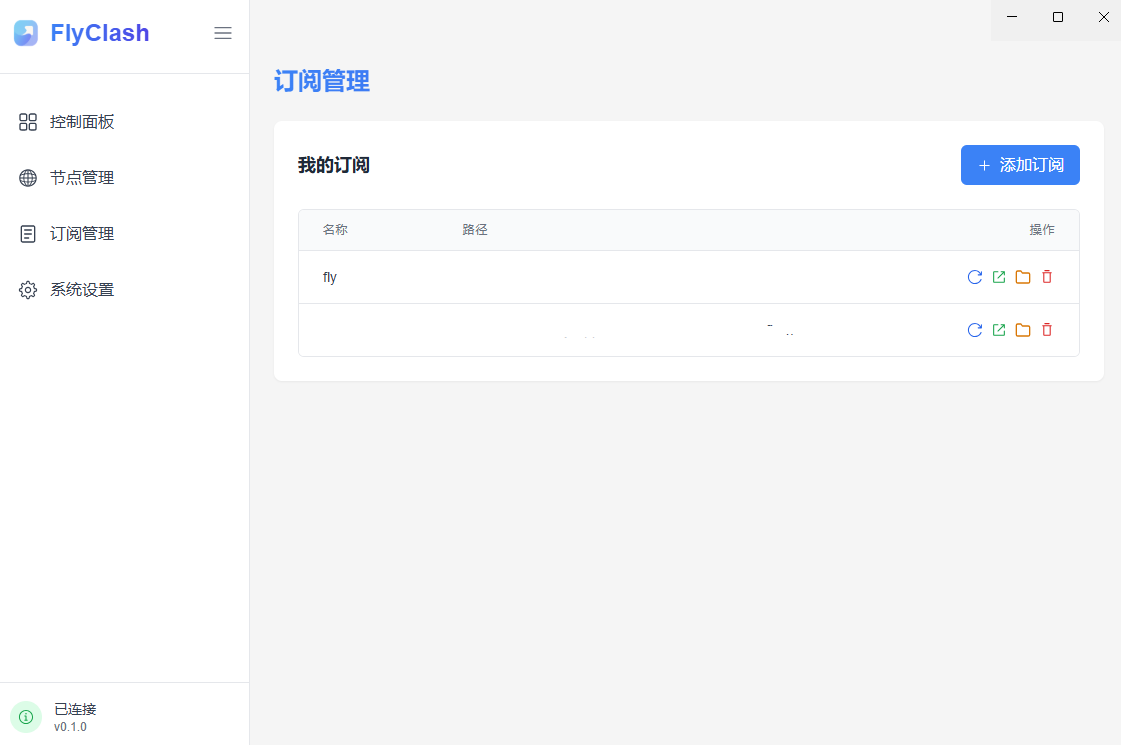 FlyClash
控制面板
节点管理
订阅管理
系统设置
已连接
v0.1.0
订阅管理
我的订阅
添加订阅
名称 路径 操作
fly